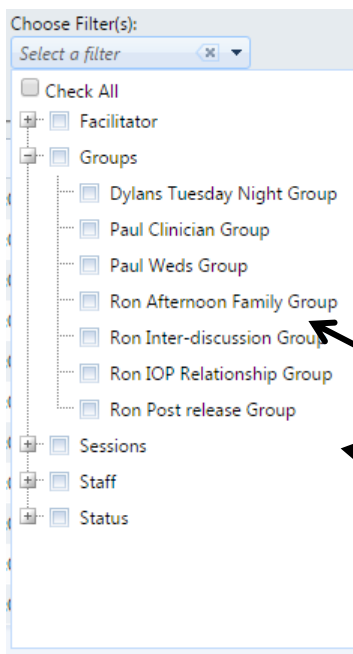 Choose Filter(s):
Select a filter
Check All
Facilitator
Groups
Dylans Tuesday Night Group
Paul Clinician Group
Paul Weds Group
Ron Afternoon Family Group
Ron Inter-discussion Group
Ron IOP Relationship Group
Ron Post release Group
Sessions
Staff
Status